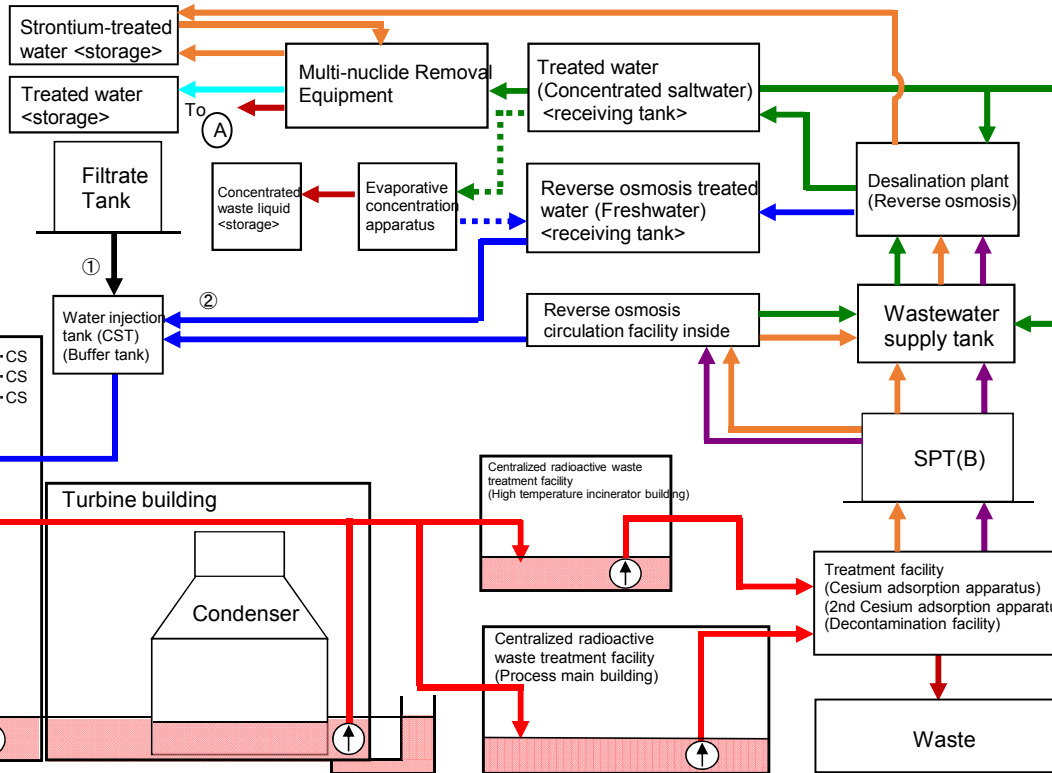 Strontium-treated
water <storage>
Multi-nuclide Removal
Equipment
Treated water
(Concentrated saltwater)
<receiving tank>
Treated water
<storage>
To
A
Filtrate
Tank
Concentrated
waste liquid
<storage>
Evaporative
concentration
apparatus
Reverse osmosis treated
water (Freshwater)
<receiving tank>
Desalination plant
(Reverse osmosis)
①
②
Water injection
tank (CST)
(Buffer tank)
Reverse osmosis
circulation facility inside
Wastewater
supply tank
・CS
・CS
・CS
SPT(B)
Turbine building
Condenser
Centralized radioactive waste
treatment facility
(High temperature incinerator building)
Centralized radioactive
waste treatment facility
(Process main building)
Treatment facility
(Cesium adsorption apparatus)
(2nd Cesium adsorption apparatu
(Decontamination facility)
Waste